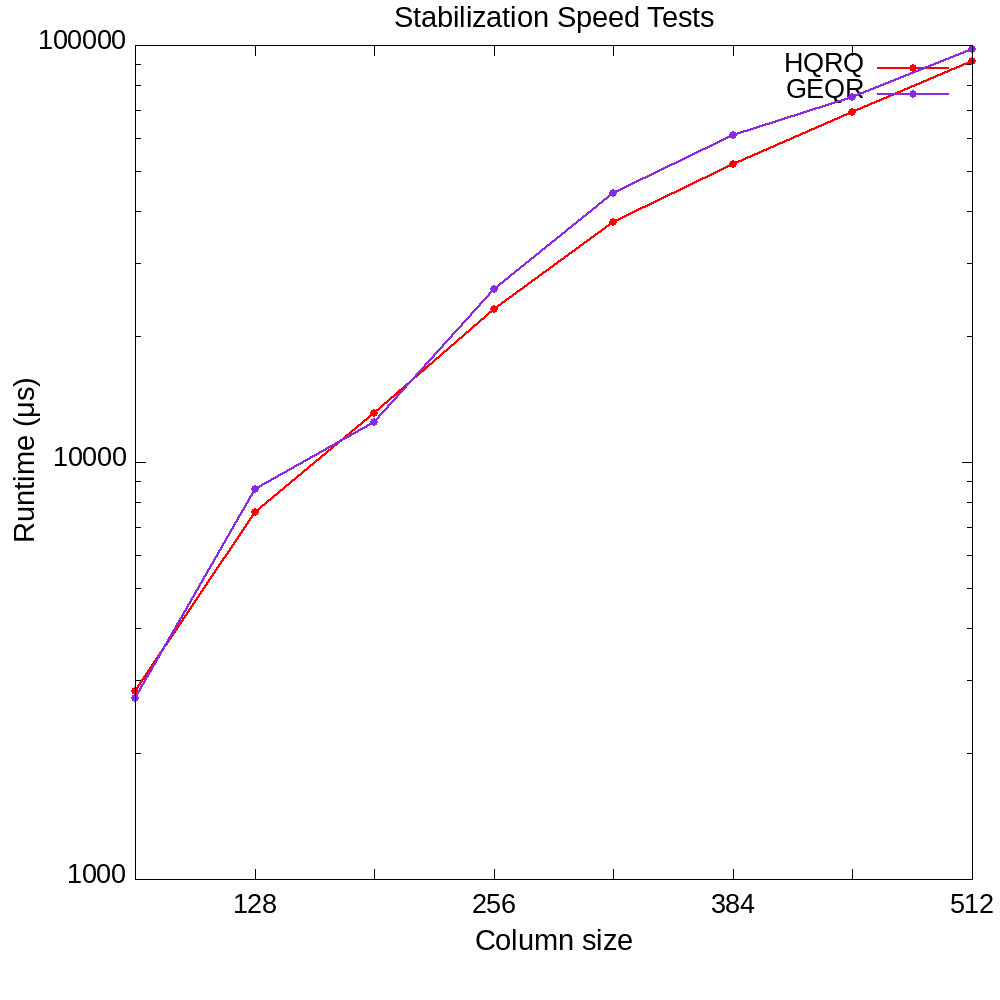 Stabilization Speed Tests
100000
HQRQ
GEQR
Runtime (μs)
10000
1000
128 256 384 512
Column size